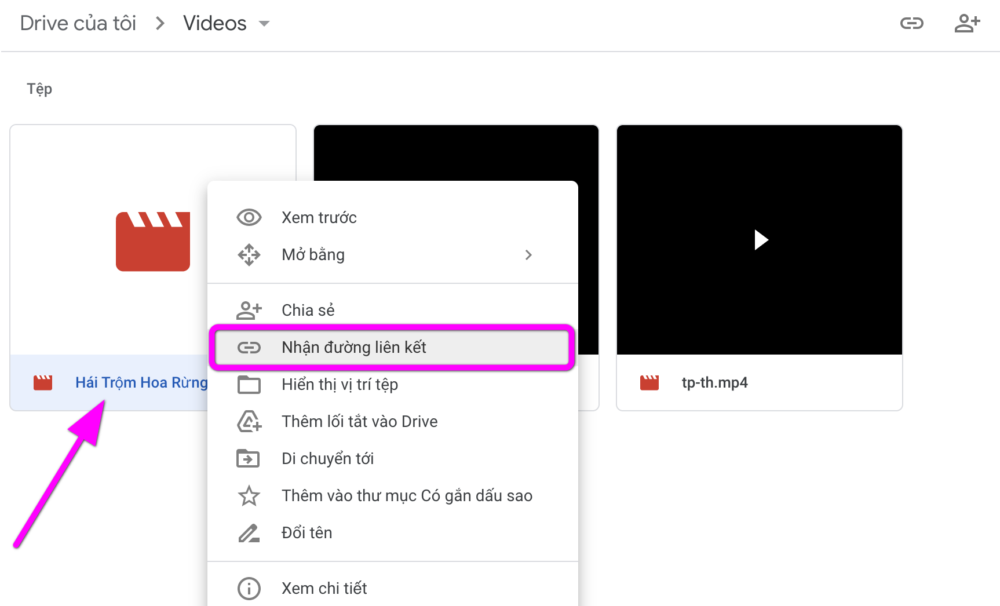 Drive của tôi > Videos
Tệp
Xem trước
Mở bằng
Chia sẻ
Nhận đường liên kết
Hiển thị vị trí tệp
Thêm lối tắt vào Drive
Di chuyển tới
Thêm vào thư mục Có gắn dấu sao
Đổi tên
Xem chi tiết
Hái Trộm Hoa Rừng
tp-th.mp4